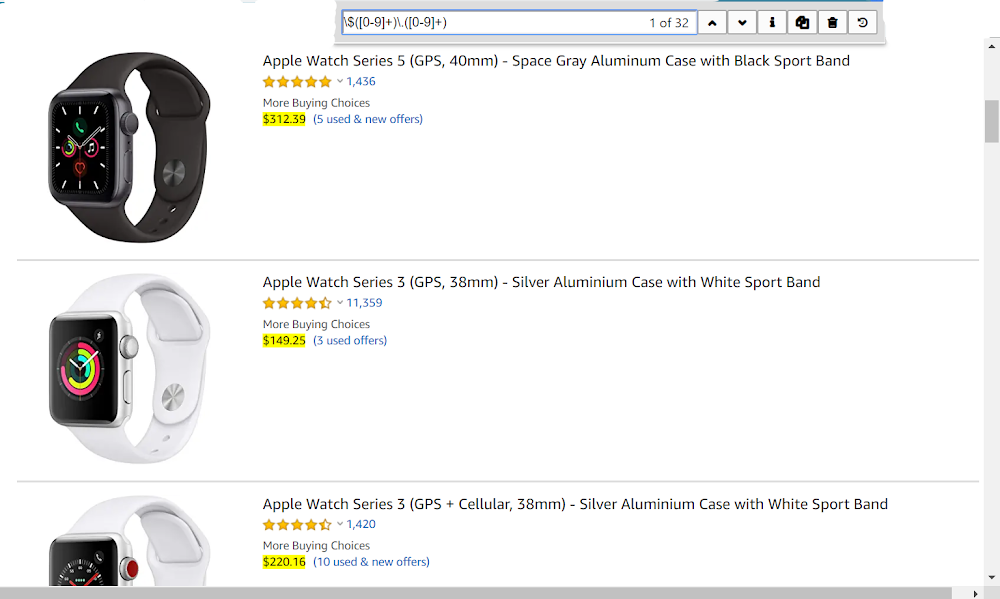 \$([0-9]+)\.([0-9]+) 1 of 32
Apple Watch Series 5 (GPS, 40mm) - Space Gray Aluminum Case with Black Sport Band
1,436
More Buying Choices
$312.39 (5 used & new offers)
Apple Watch Series 3 (GPS, 38mm) - Silver Aluminium Case with White Sport Band
11,359
More Buying Choices
$149.25 (3 used offers)
Apple Watch Series 3 (GPS + Cellular, 38mm) - Silver Aluminium Case with White Sport Band
1,420
More Buying Choices
$220.16 (10 used & new offers)